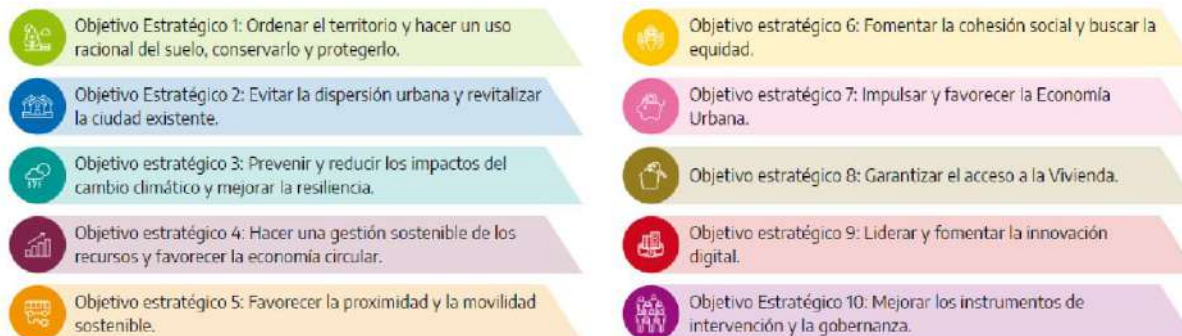 Objetivo Estratégico 1: Ordenar el territorio y hacer un uso
racional del suelo, conservarlo y protegerlo.
Objetivo Estratégico 2: Evitar la dispersión urbana y revitalizar
la ciudad existente.
Objetivo estratégico 3: Prevenir y reducir los impactos del
cambio climático y mejorar la resiliencia.
Objetivo estratégico 4: Hacer una gestión sostenible de los
recursos y favorecer la economía circular.
Objetivo estratégico 5: Favorecer la proximidad y la movilidad
sostenible.
Objetivo estratégico 6: Fomentar la cohesión social y buscar la
equidad.
Objetivo estratégico 7: Impulsar y favorecer la Economía
Urbana.
Objetivo estratégico 8: Garantizar el acceso a la Vivienda.
Objetivo estratégico 9: Liderar y fomentar la innovación
digital.
Objetivo Estratégico 10: Mejorar los instrumentos de
intervención y la gobernanza.